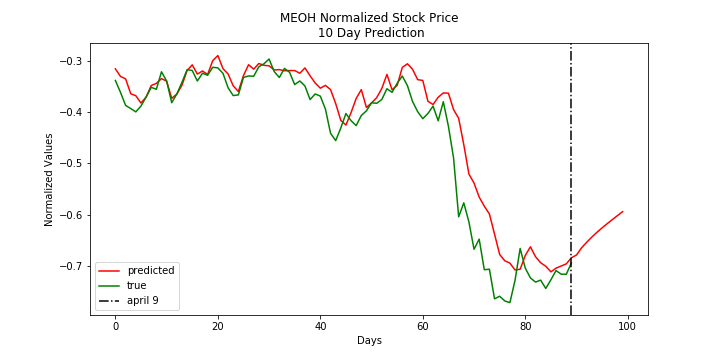 MEOH Normalized Stock Price
10 Day Prediction
−0.3
−0.4
−0.5
−0.6
−0.7
Normalized Values
predicted
true
april 9
0
20
40
60
80
100
Days